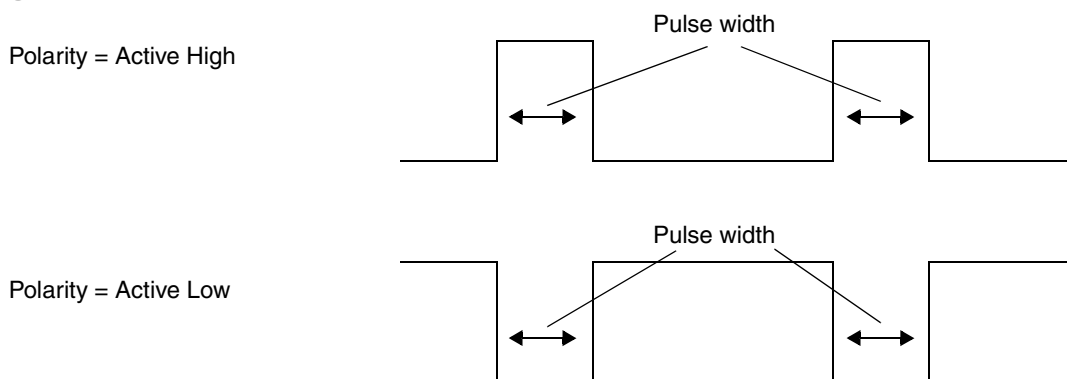 Pulse width
Polarity = Active High
Pulse width
Polarity = Active Low